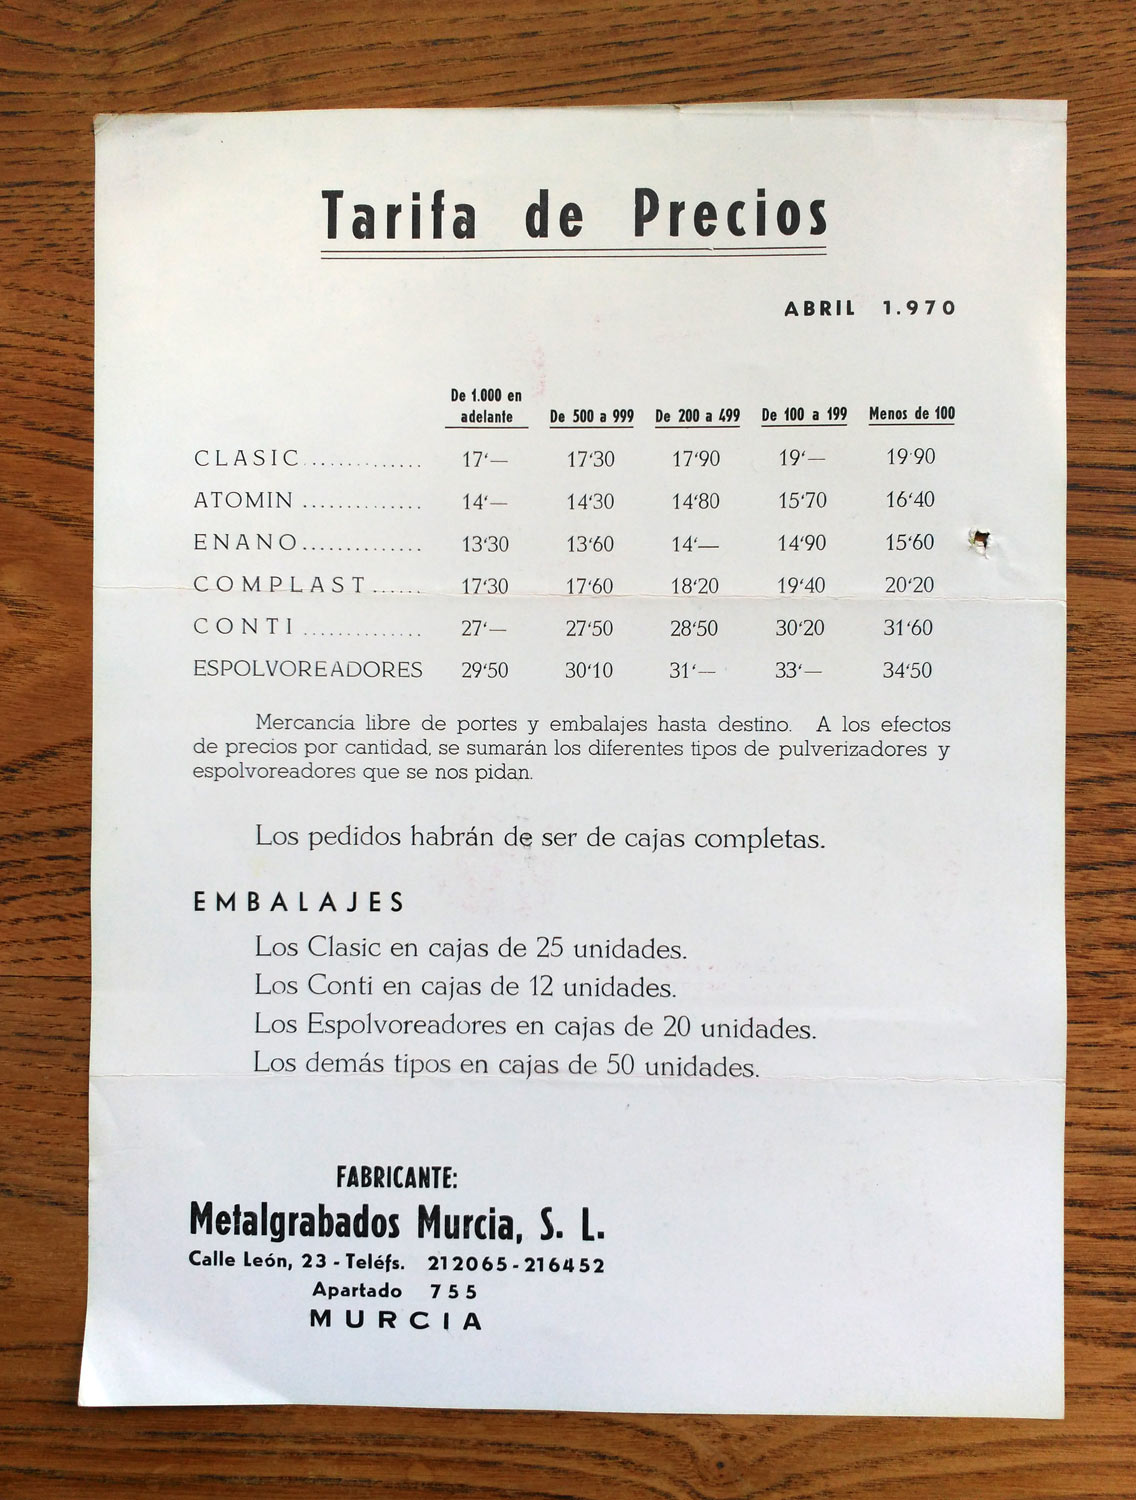 Tarifa de Precios
ABRIL 1.970
De 1.000 en adelante De 500 a 999 De 200 a 499 De 100 a 199 Menos de 100
CLASIC ............. 17‘— 17‘30 17‘90 19‘— 19‘90
ATOMIN ............. 14‘— 14‘30 14‘80 15‘70 16‘40
ENANO ............. 13‘30 13‘60 14‘— 14‘90 15‘60
COMPLAST ...... 17‘30 17‘60 18‘20 19‘40 20‘20
CONTI ............. 27‘— 27‘50 28‘50 30‘20 31‘60
ESPOLVOREADORES 29‘50 30‘10 31‘— 33‘— 34‘50
Mercancía libre de portes y embalajes hasta destino. A los efectos
de precios por cantidad, se sumarán los diferentes tipos de pulverizadores y
espolvoreadores que se nos pidan.
Los pedidos habrán de ser de cajas completas.
EMBALAJES
Los Clasic en cajas de 25 unidades.
Los Conti en cajas de 12 unidades.
Los Espolvoreadores en cajas de 20 unidades.
Los demás tipos en cajas de 50 unidades.
FABRICANTE:
Metalgrabados Murcia, S. L.
Calle León, 23 - Teléfs. 212065-216452
Apartado 755
MURCIA